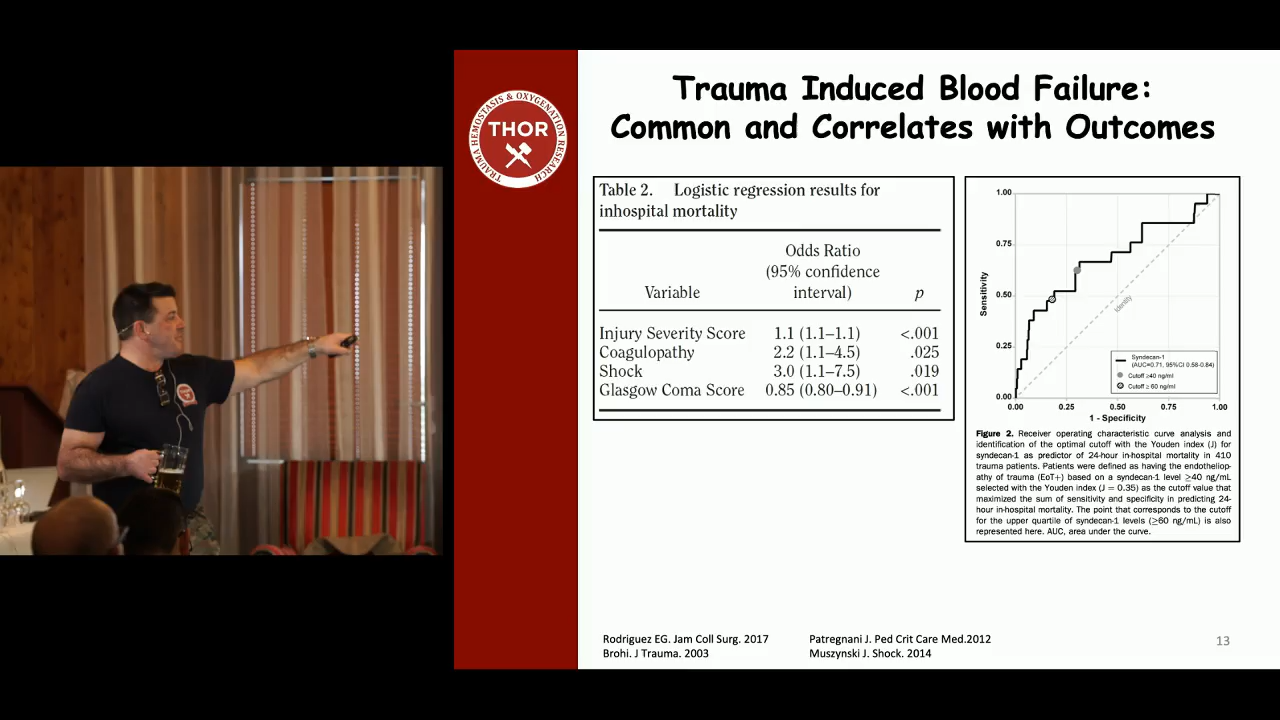 Trauma Induced Blood Failure:
Common and Correlates with Outcomes
TRAUMA HEMOSTASIS & OXYGENATION RESEARCH
THOR
Table 2. Logistic regression results for
inhospital mortality
Variable
Odds Ratio
(95% confidence
interval)
p
Injury Severity Score 1.1 (1.1–1.1) <.001
Coagulopathy 2.2 (1.1–4.5) .025
Shock 3.0 (1.1–7.5) .019
Glasgow Coma Score 0.85 (0.80–0.91) <.001
Sensitivity
1.00
0.75
0.50
0.25
0.00
Identity
Syndecan-1
(AUC=0.71, 95%CI 0.58-0.84)
Cutoff ≥40 ng/ml
Cutoff ≥ 60 ng/ml
0.00 0.25 0.50 0.75 1.00
1 - Specificity
Figure 2. Receiver operating characteristic curve analysis and
identification of the optimal cutoff with the Youden index (J) for
syndecan-1 as predictor of 24-hour in-hospital mortality in 410
trauma patients. Patients were defined as having the endotheliop-
athy of trauma (EoT+) based on a syndecan-1 level ≥40 ng/mL
selected with the Youden index (J = 0.35) as the cutoff value that
maximized the sum of sensitivity and specificity in predicting 24-
hour in-hospital mortality. The point that corresponds to the cutoff
for the upper quartile of syndecan-1 levels (≥60 ng/mL) is also
represented here. AUC, area under the curve.
Rodriguez EG. Jam Coll Surg. 2017
Brohi. J Trauma. 2003
Patregnani J. Ped Crit Care Med.2012
Muszynski J. Shock. 2014
13